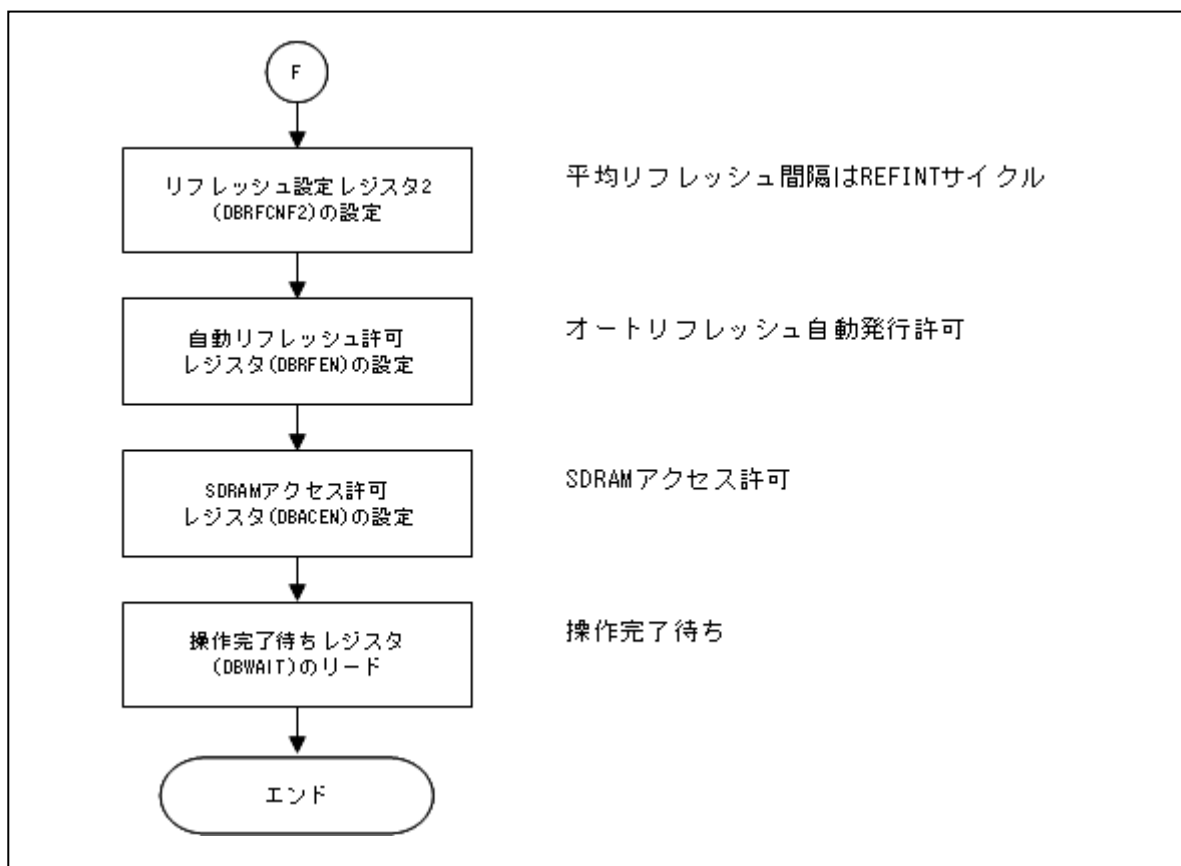 F
リフレッシュ設定レジスタ2
(DBRFCNF2)の設定
平均リフレッシュ間隔はREFINTサイクル
自動リフレッシュ許可
レジスタ(DBRFEN)の設定
オートリフレッシュ自動発行許可
SDRAMアクセス許可
レジスタ(DBACEN)の設定
SDRAMアクセス許可
操作完了待ちレジスタ
(DBWAIT)のリード
操作完了待ち
エンド